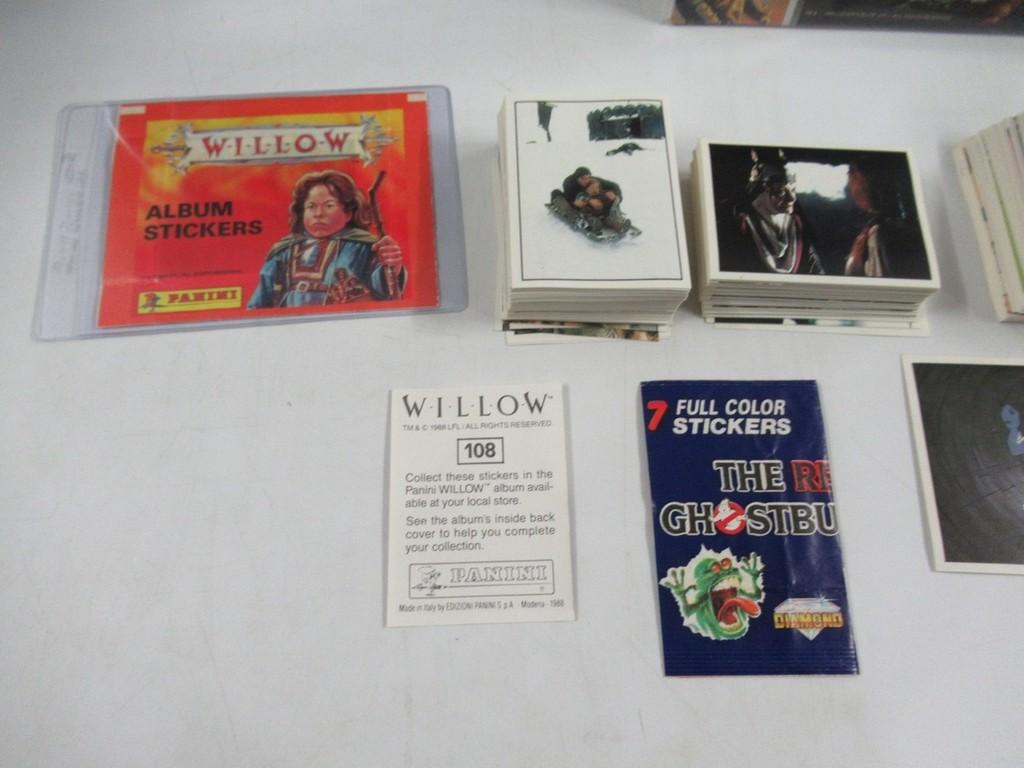 W·I·L·L·O·W
ALBUM
STICKERS
PANINI
W·I·L·L·O·W™
TM & © 1988 LFL / ALL RIGHTS RESERVED.
108
Collect these stickers in the
Panini WILLOW™ album avail-
able at your local store.
See the album's inside back
cover to help you complete
your collection.
PANINI
Made in Italy by EDIZIONI PANINI S.p.A. - Modena - 1988
7 FULL COLOR
STICKERS
THE RE
GHOSTBU
DIAMOND